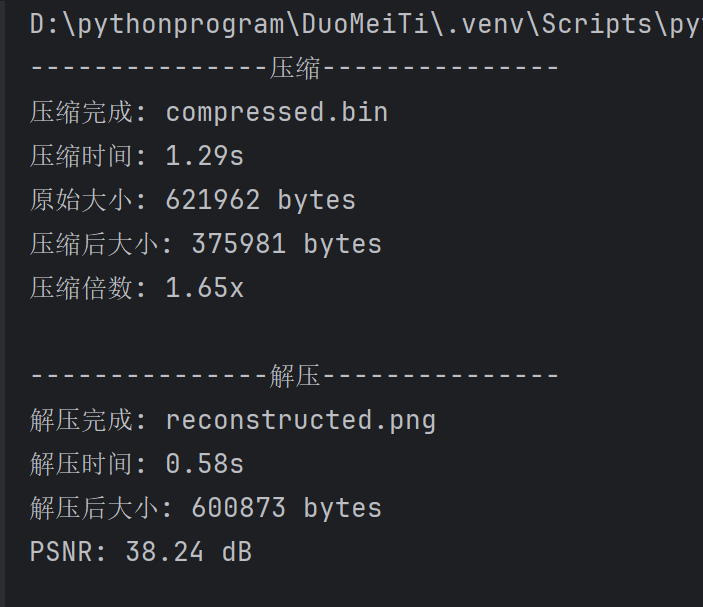 D:\pythonprogram\DuoMeiTi\.venv\Scripts\py
---------------压缩---------------
压缩完成: compressed.bin
压缩时间: 1.29s
原始大小: 621962 bytes
压缩后大小: 375981 bytes
压缩倍数: 1.65x
---------------解压---------------
解压完成: reconstructed.png
解压时间: 0.58s
解压后大小: 600873 bytes
PSNR: 38.24 dB